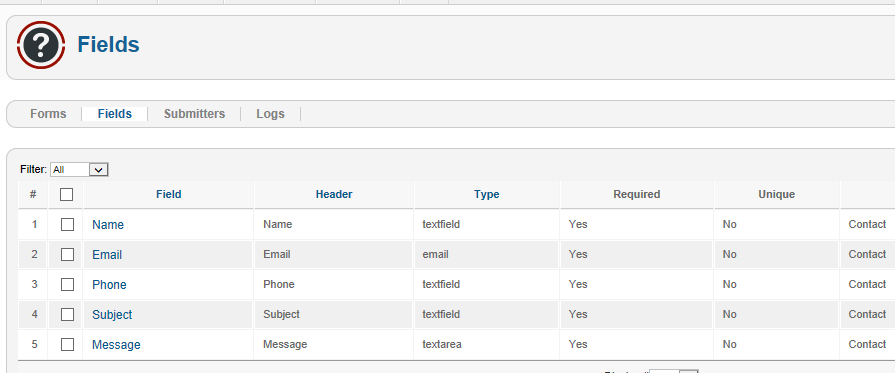 Fields
Forms Fields Submitters Logs
Filter: All
# Field Header Type Required Unique
1 Name Name textfield Yes No Contact
2 Email Email email Yes No Contact
3 Phone Phone textfield Yes No Contact
4 Subject Subject textfield Yes No Contact
5 Message Message textarea Yes No Contact